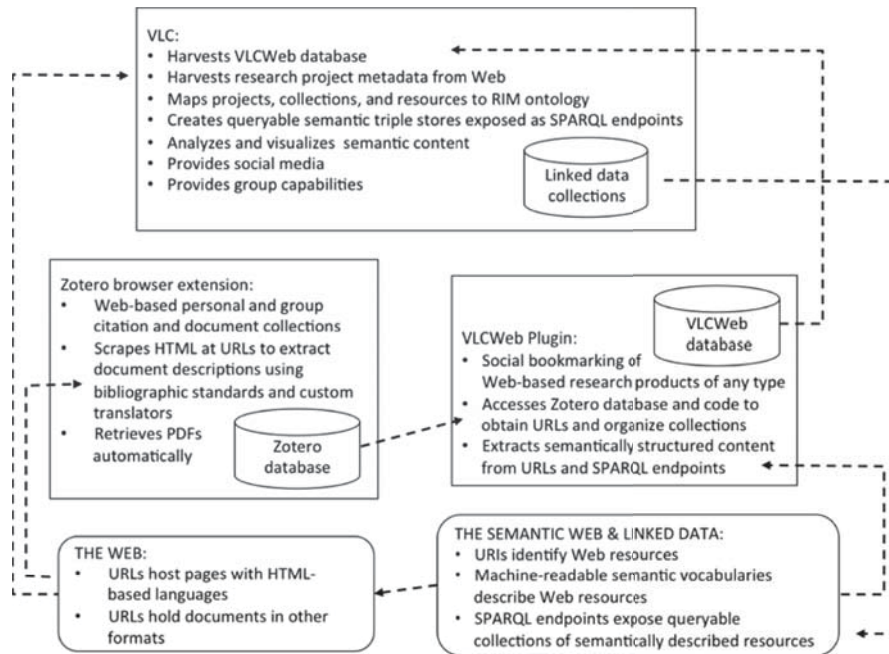 VLC:
• Harvests VLCWeb database
• Harvests research project metadata from Web
• Maps projects, collections, and resources to RIM ontology
• Creates queryable semantic triple stores exposed as SPARQL endpoints
• Analyzes and visualizes semantic content
• Provides social media
• Provides group capabilities
Linked data
collections
Zotero browser extension:
• Web-based personal and group
citation and document collections
• Scrapes HTML at URLs to extract
document descriptions using
bibliographic standards and custom
translators
• Retrieves PDFs
automatically
Zotero
database
VLCWeb
database
VLCWeb Plugin:
• Social bookmarking of
Web-based research products of any type
• Accesses Zotero database and code to
obtain URLs and organize collections
• Extracts semantically structured content
from URLs and SPARQL endpoints
THE WEB:
• URLs host pages with HTML-
based languages
• URLs hold documents in other
formats
THE SEMANTIC WEB & LINKED DATA:
• URIs identify Web resources
• Machine-readable semantic vocabularies
describe Web resources
• SPARQL endpoints expose queryable
collections of semantically described resources